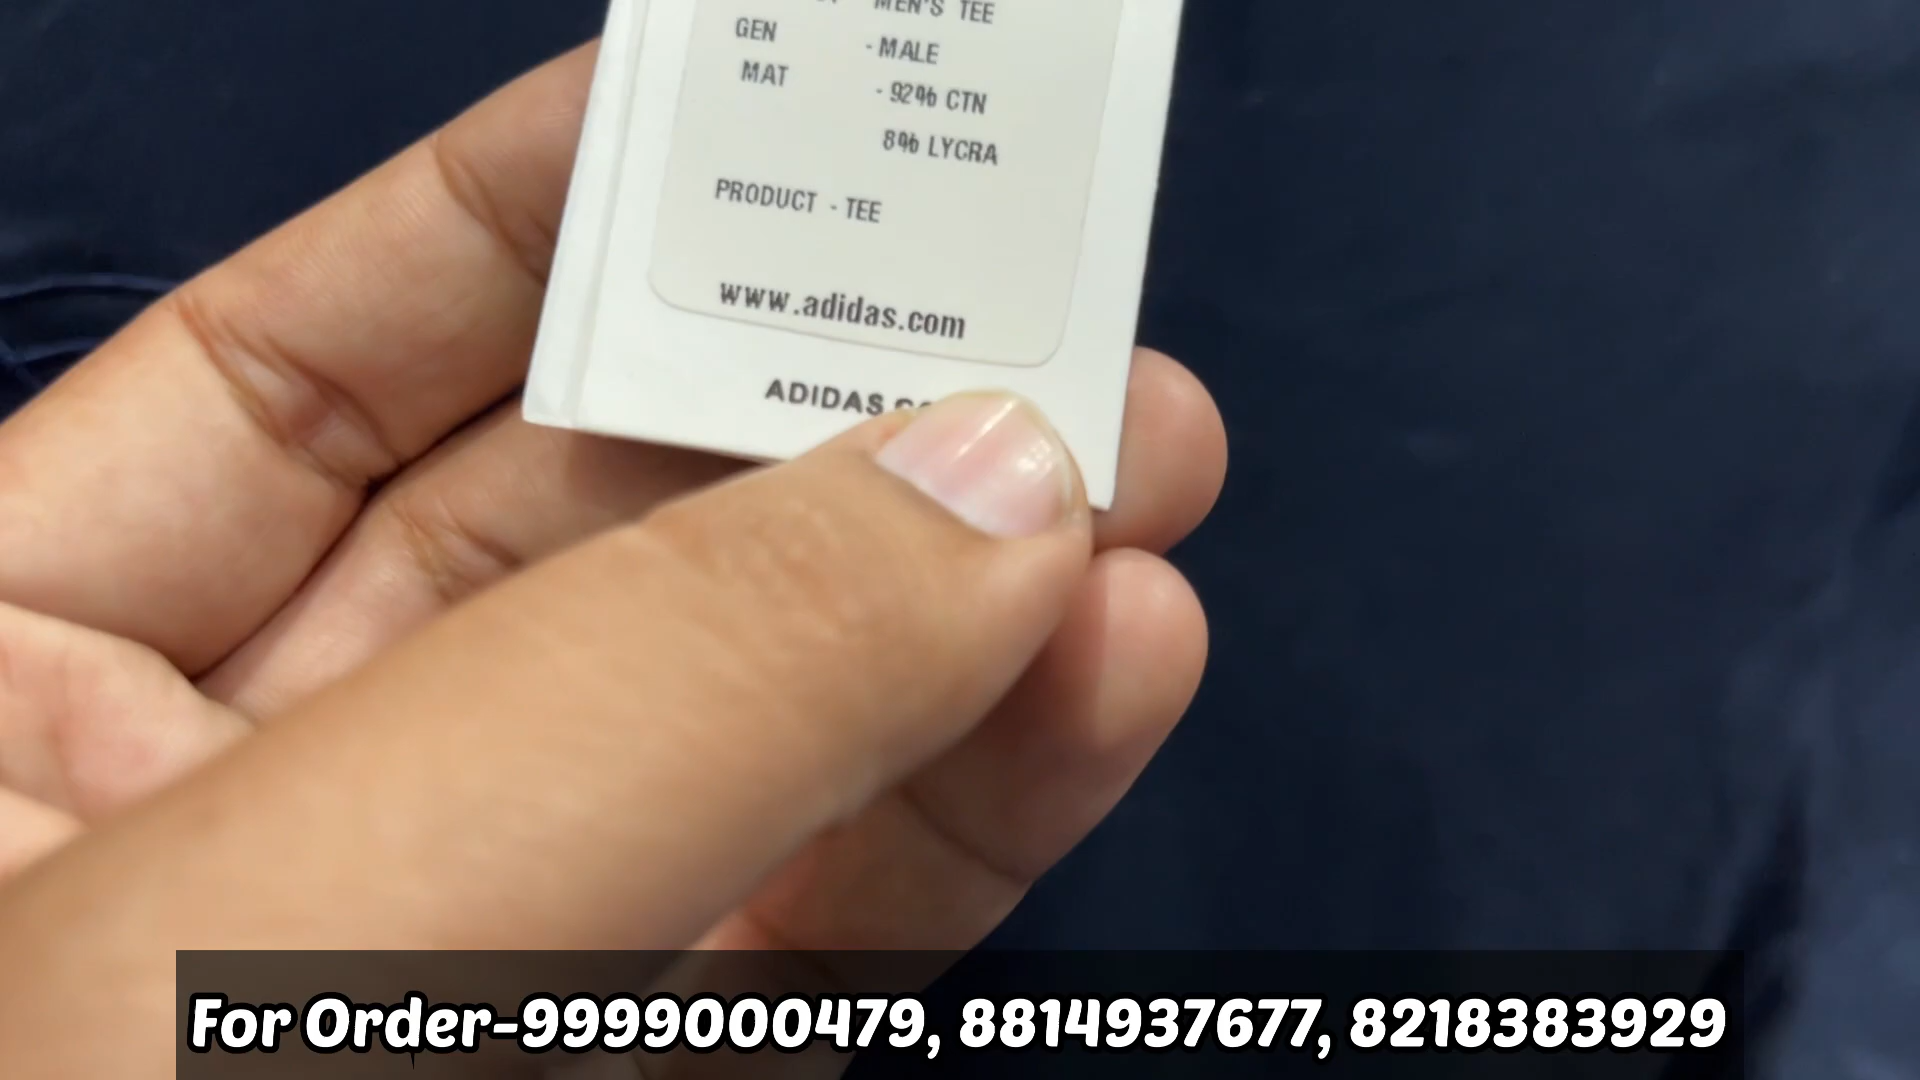 MEN'S TEE
GEN - MALE
MAT - 92% CTN
8% LYCRA
PRODUCT - TEE
www.adidas.com
ADIDAS
For Order-9999000479, 8814937677, 8218383929